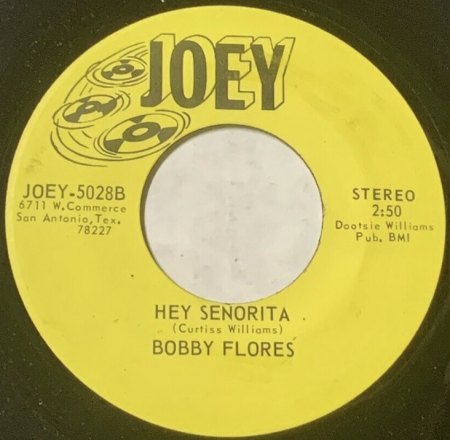 JOEY
JOEY-5028B
6711 W.Commerce
San Antonio,Tex.
78227
STEREO
2:50
Dootsie Williams
Pub. BMI
HEY SENORITA
(Curtiss Williams)
BOBBY FLORES